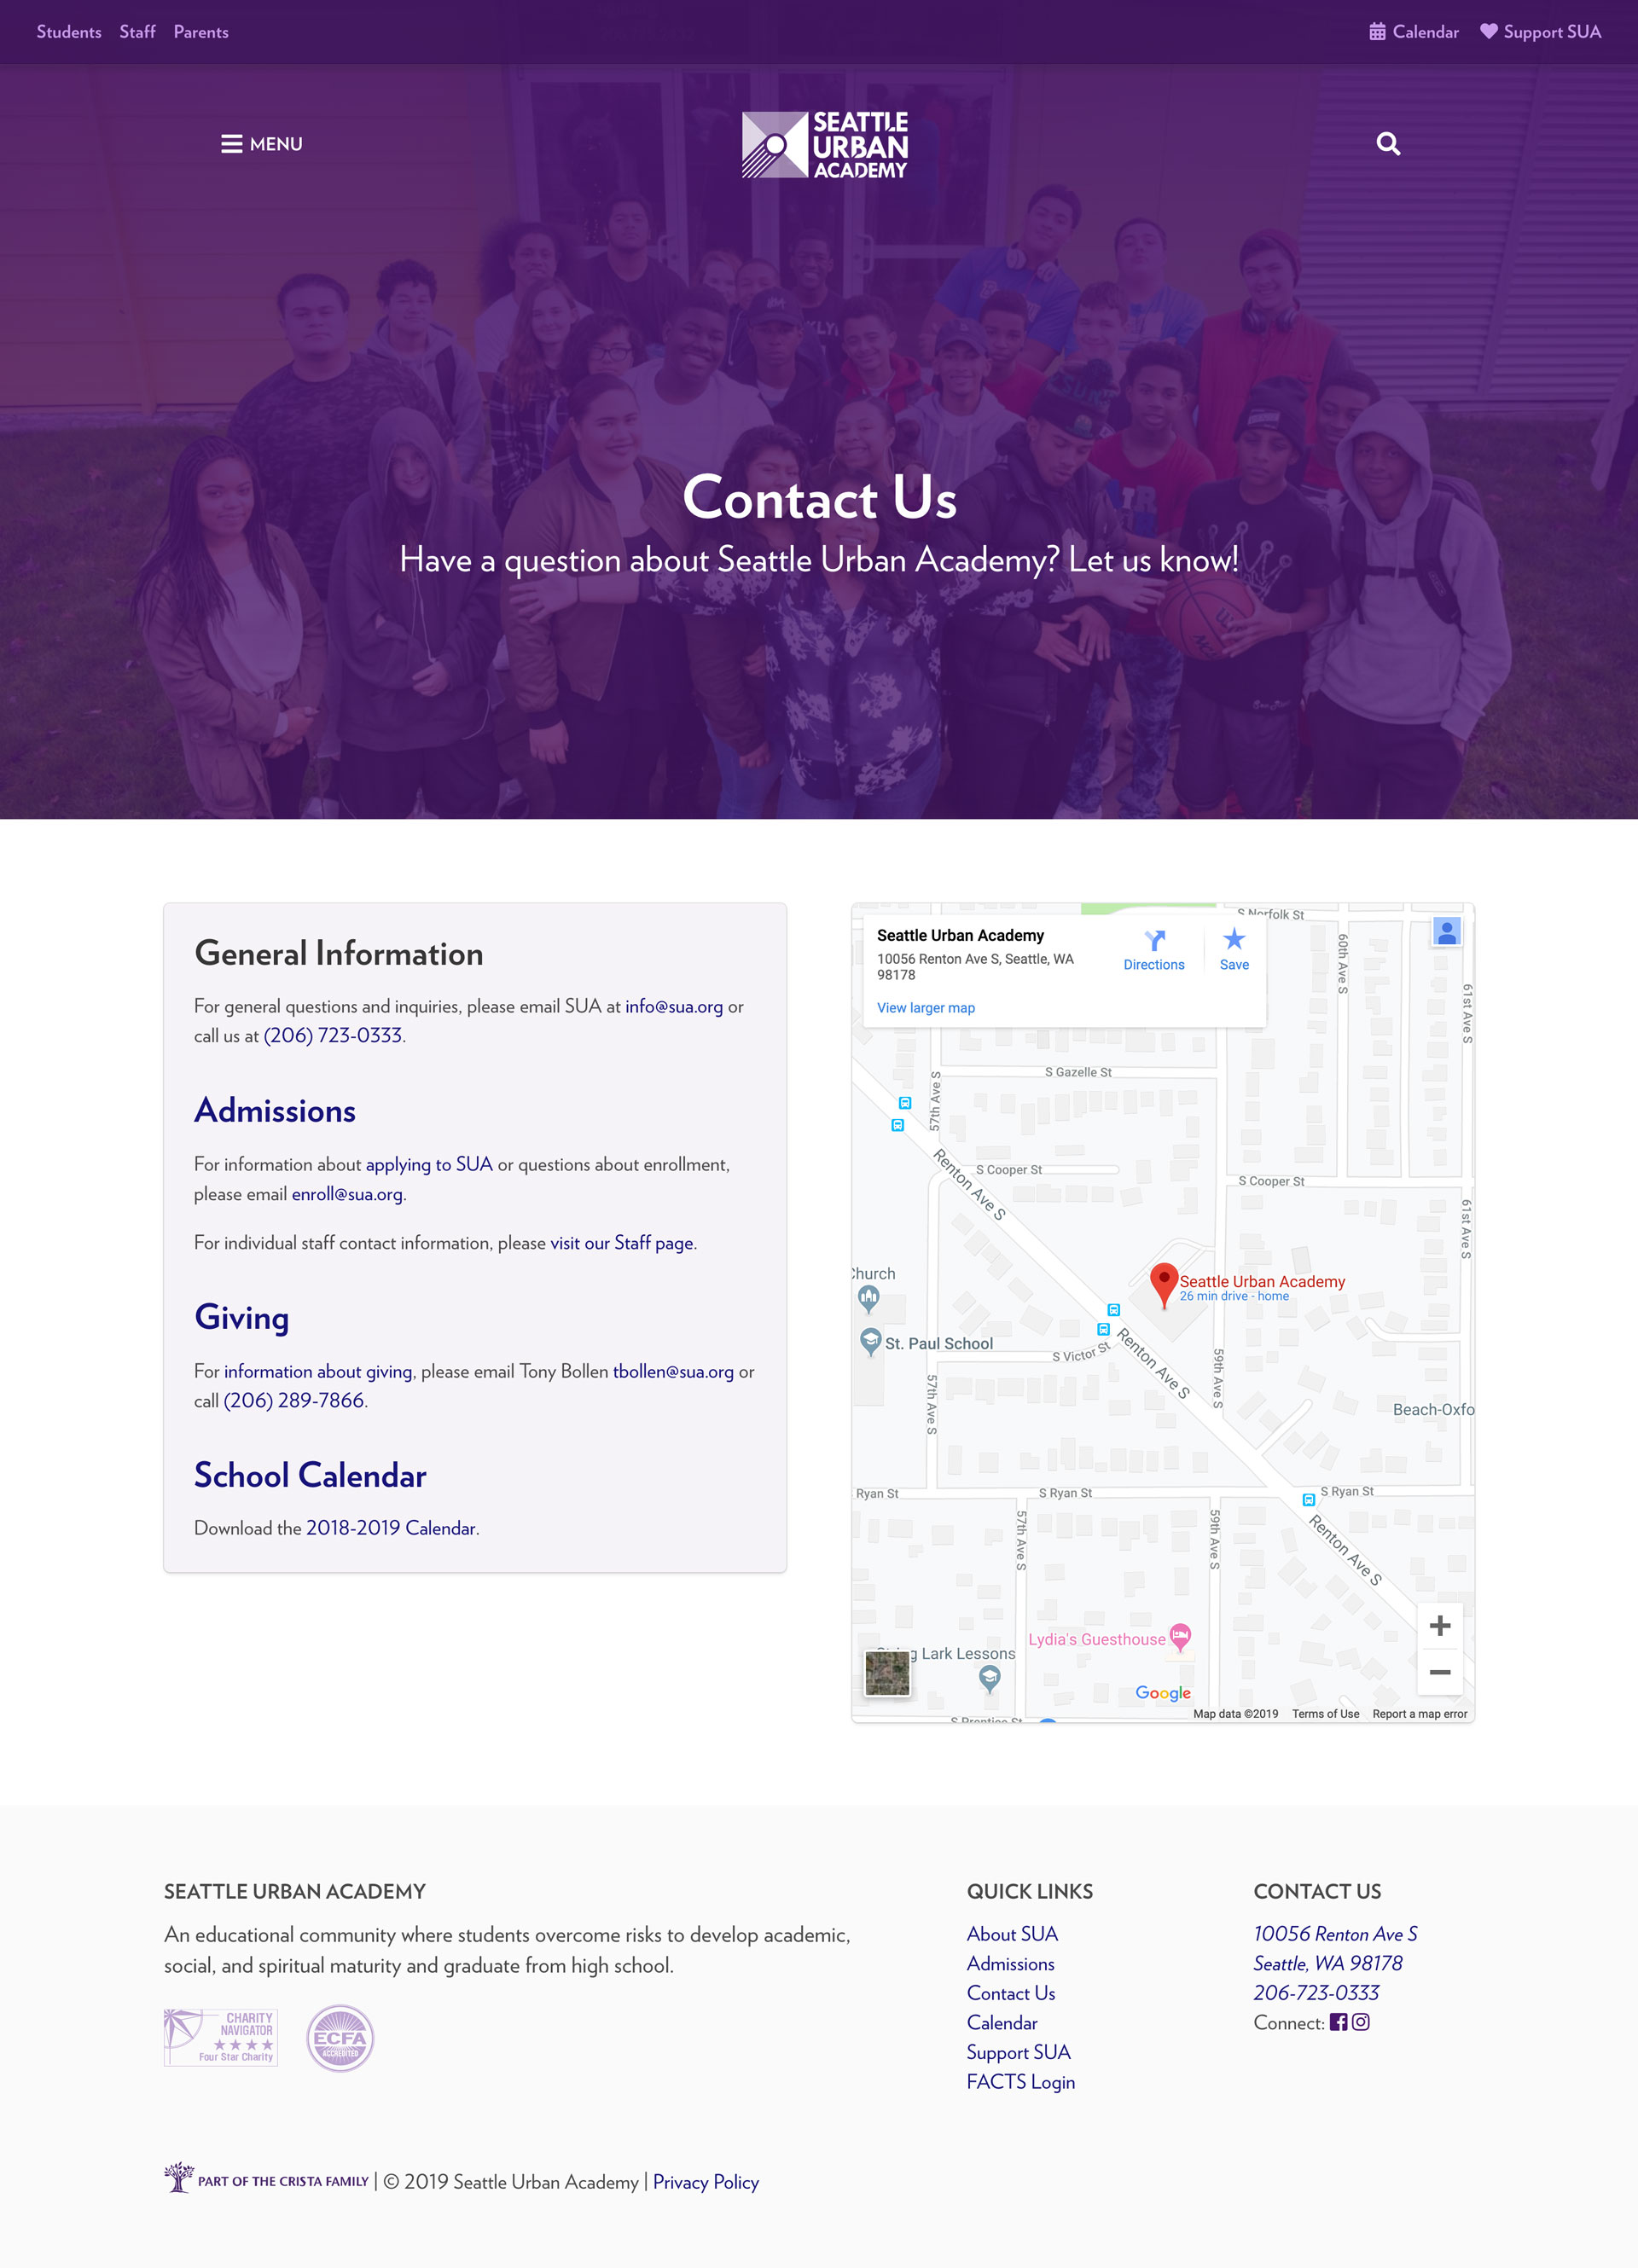 Students Staff Parents
Calendar Support SUA
MENU
SEATTLE
URBAN
ACADEMY
Contact Us
Have a question about Seattle Urban Academy? Let us know!
General Information
For general questions and inquiries, please email SUA at info@sua.org or
call us at (206) 723-0333.
Admissions
For information about applying to SUA or questions about enrollment,
please email enroll@sua.org.
For individual staff contact information, please visit our Staff page.
Giving
For information about giving, please email Tony Bollen tbollen@sua.org or
call (206) 289-7866.
School Calendar
Download the 2018-2019 Calendar.
S Norfolk St
Seattle Urban Academy
10056 Renton Ave S, Seattle, WA
98178
Directions
Save
View larger map
60th Ave S
61st Ave S
S Gazelle St
57th Ave S
Renton Ave S
S Cooper St
S Cooper St
61st Ave S
Church
Seattle Urban Academy
26 min drive - home
St. Paul School
S Victor St
Renton Ave S
59th Ave S
57th Ave S
Beach-Oxfo
Ryan St
S Ryan St
S Ryan St
57th Ave S
59th Ave S
Renton Ave S
Lydia's Guesthouse
Lark Lessons
Google
S Prentice St
Map data ©2019 Terms of Use Report a map error
SEATTLE URBAN ACADEMY
An educational community where students overcome risks to develop academic,
social, and spiritual maturity and graduate from high school.
CHARITY
NAVIGATOR
Four Star Charity
ECFA
ACCREDITED
QUICK LINKS
About SUA
Admissions
Contact Us
Calendar
Support SUA
FACTS Login
CONTACT US
10056 Renton Ave S
Seattle, WA 98178
206-723-0333
Connect:
PART OF THE CRISTA FAMILY | © 2019 Seattle Urban Academy | Privacy Policy